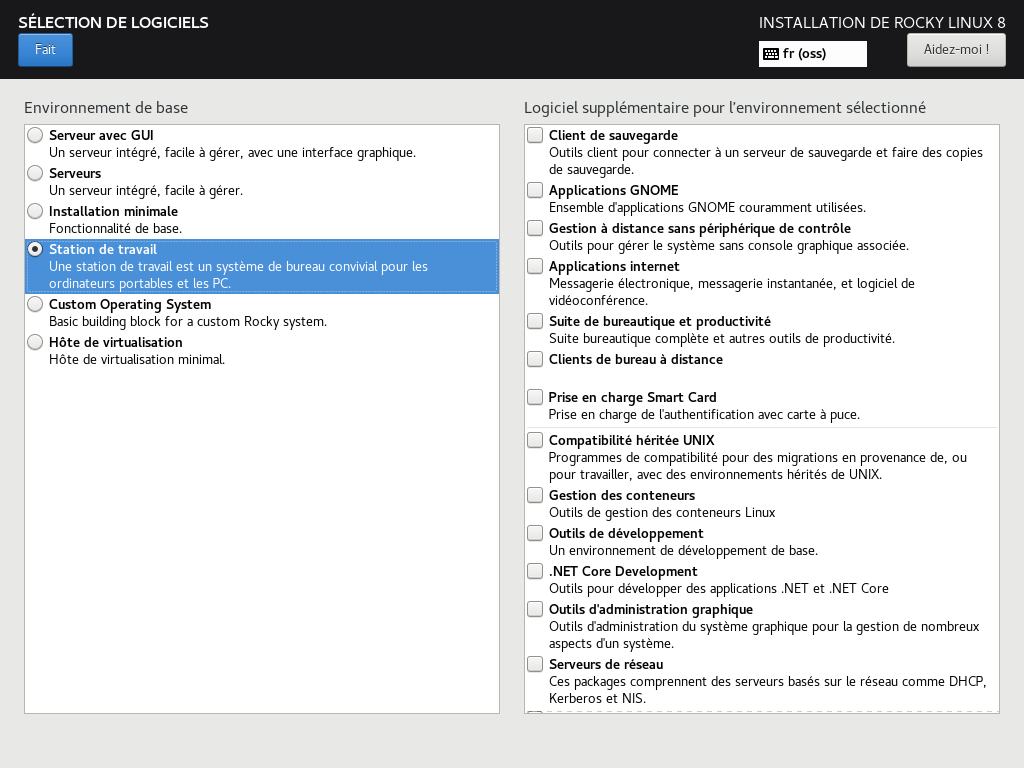 SÉLECTION DE LOGICIELS
INSTALLATION DE ROCKY LINUX 8
Fait
fr (oss)
Aidez-moi !
Environnement de base
Serveur avec GUI
Un serveur intégré, facile à gérer, avec une interface graphique.
Serveurs
Un serveur intégré, facile à gérer.
Installation minimale
Fonctionnalité de base.
Station de travail
Une station de travail est un système de bureau convivial pour les
ordinateurs portables et les PC.
Custom Operating System
Basic building block for a custom Rocky system.
Hôte de virtualisation
Hôte de virtualisation minimal.
Logiciel supplémentaire pour l'environnement sélectionné
Client de sauvegarde
Outils client pour connecter à un serveur de sauvegarde et faire des copies
de sauvegarde.
Applications GNOME
Ensemble d'applications GNOME couramment utilisées.
Gestion à distance sans périphérique de contrôle
Outils pour gérer le système sans console graphique associée.
Applications internet
Messagerie électronique, messagerie instantanée, et logiciel de
vidéoconférence.
Suite de bureautique et productivité
Suite bureautique complète et autres outils de productivité.
Clients de bureau à distance
Prise en charge Smart Card
Prise en charge de l'authentification avec carte à puce.
Compatibilité héritée UNIX
Programmes de compatibilité pour des migrations en provenance de, ou
pour travailler, avec des environnements hérités de UNIX.
Gestion des conteneurs
Outils de gestion des conteneurs Linux
Outils de développement
Un environnement de développement de base.
.NET Core Development
Outils pour développer des applications .NET et .NET Core
Outils d'administration graphique
Outils d'administration du système graphique pour la gestion de nombreux
aspects d'un système.
Serveurs de réseau
Ces packages comprennent des serveurs basés sur le réseau comme DHCP,
Kerberos et NIS.